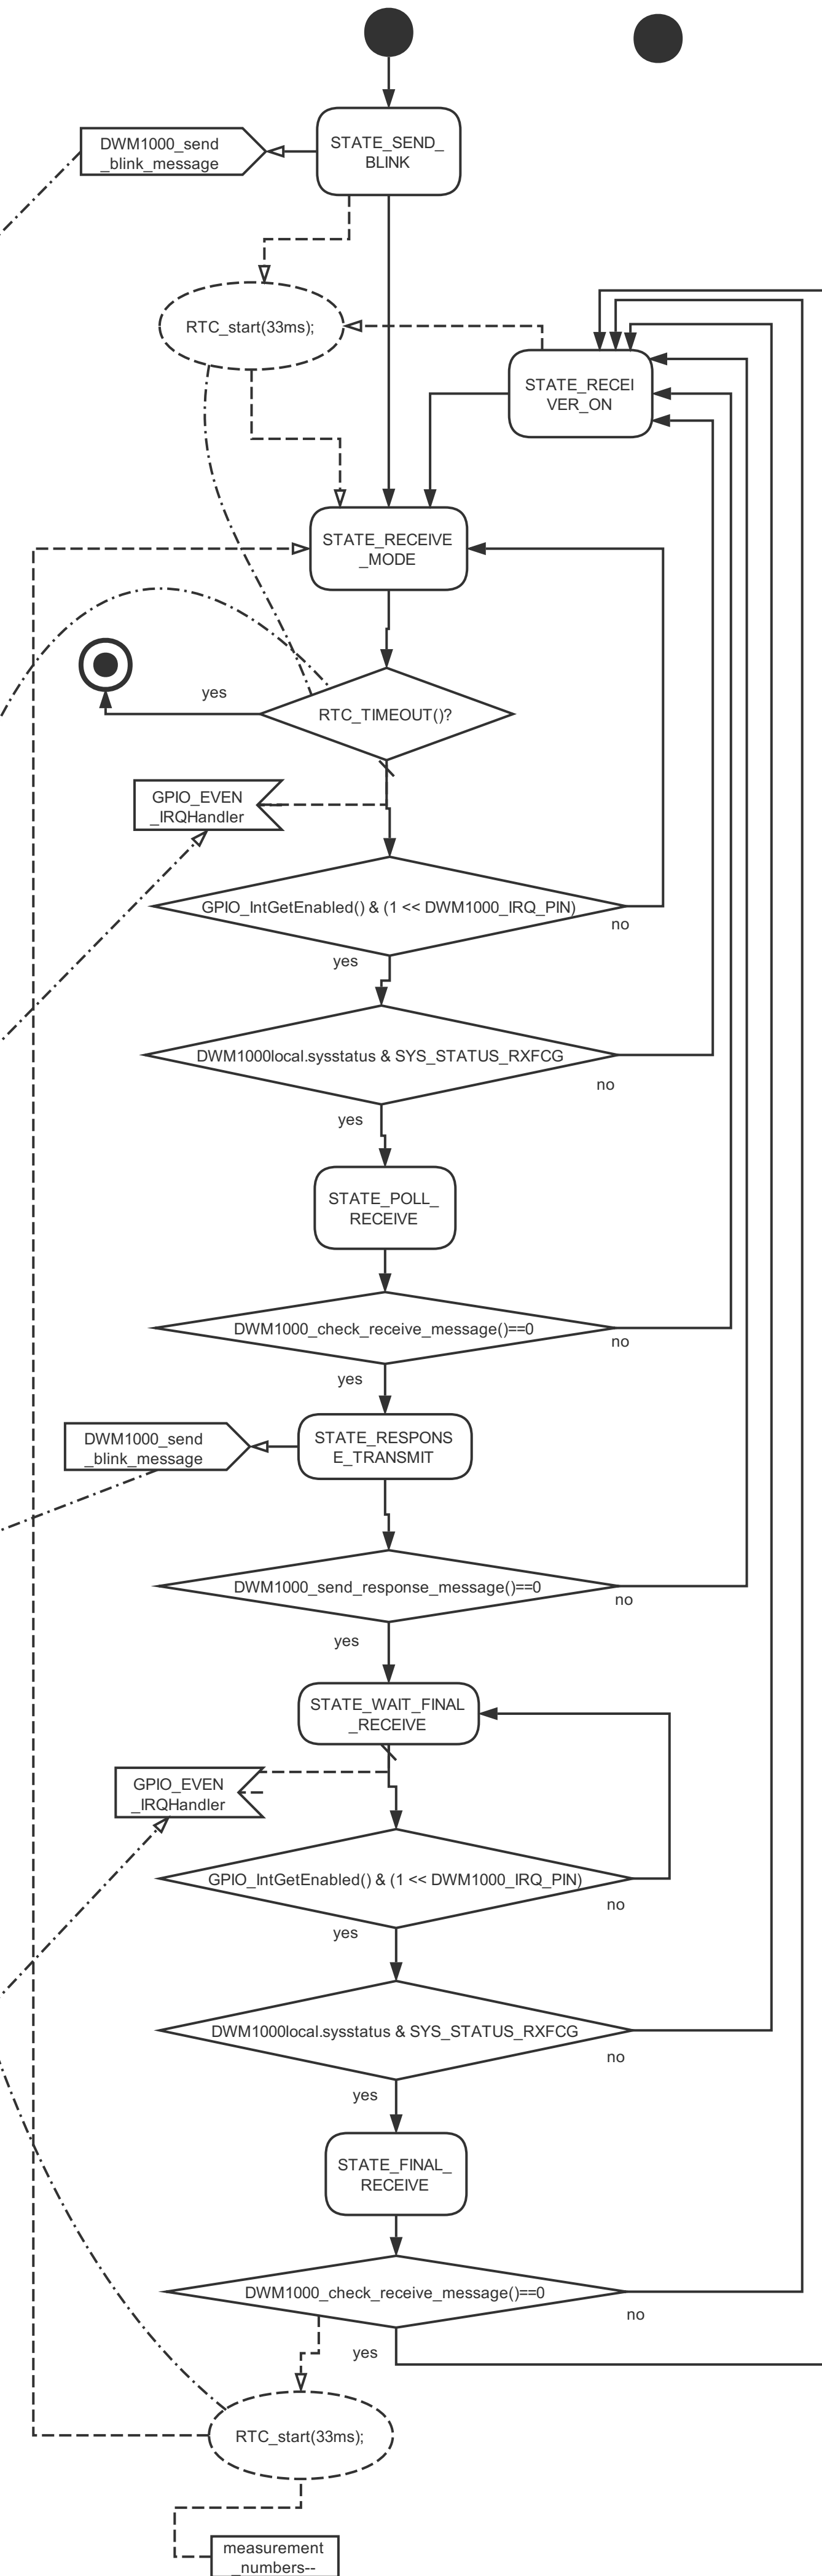 STATE_SEND_
BLINK
DWM1000_send
_blink_message
RTC_start(33ms);
STATE_RECEI
VER_ON
STATE_RECEIVE
_MODE
yes
RTC_TIMEOUT()?
GPIO_EVEN
_IRQHandler
GPIO_IntGetEnabled() & (1 << DWM1000_IRQ_PIN)
no
yes
DWM1000local.sysstatus & SYS_STATUS_RXFCG
no
yes
STATE_POLL_
RECEIVE
DWM1000_check_receive_message()==0
no
yes
STATE_RESPONS
E_TRANSMIT
DWM1000_send
_blink_message
DWM1000_send_response_message()==0
no
yes
STATE_WAIT_FINAL
_RECEIVE
GPIO_EVEN
_IRQHandler
GPIO_IntGetEnabled() & (1 << DWM1000_IRQ_PIN)
no
yes
DWM1000local.sysstatus & SYS_STATUS_RXFCG
no
yes
STATE_FINAL_
RECEIVE
DWM1000_check_receive_message()==0
no
yes
RTC_start(33ms);
measurement
_numbers--